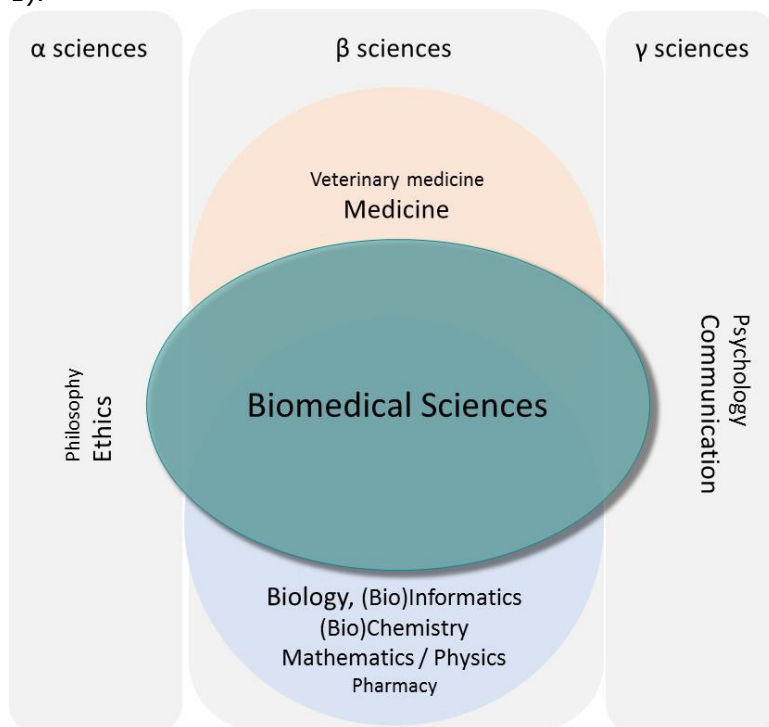 1).
α sciences
β sciences
γ sciences
Veterinary medicine
Medicine
Philosophy
Ethics
Biomedical Sciences
Psychology
Communication
Biology, (Bio)Informatics
(Bio)Chemistry
Mathematics / Physics
Pharmacy